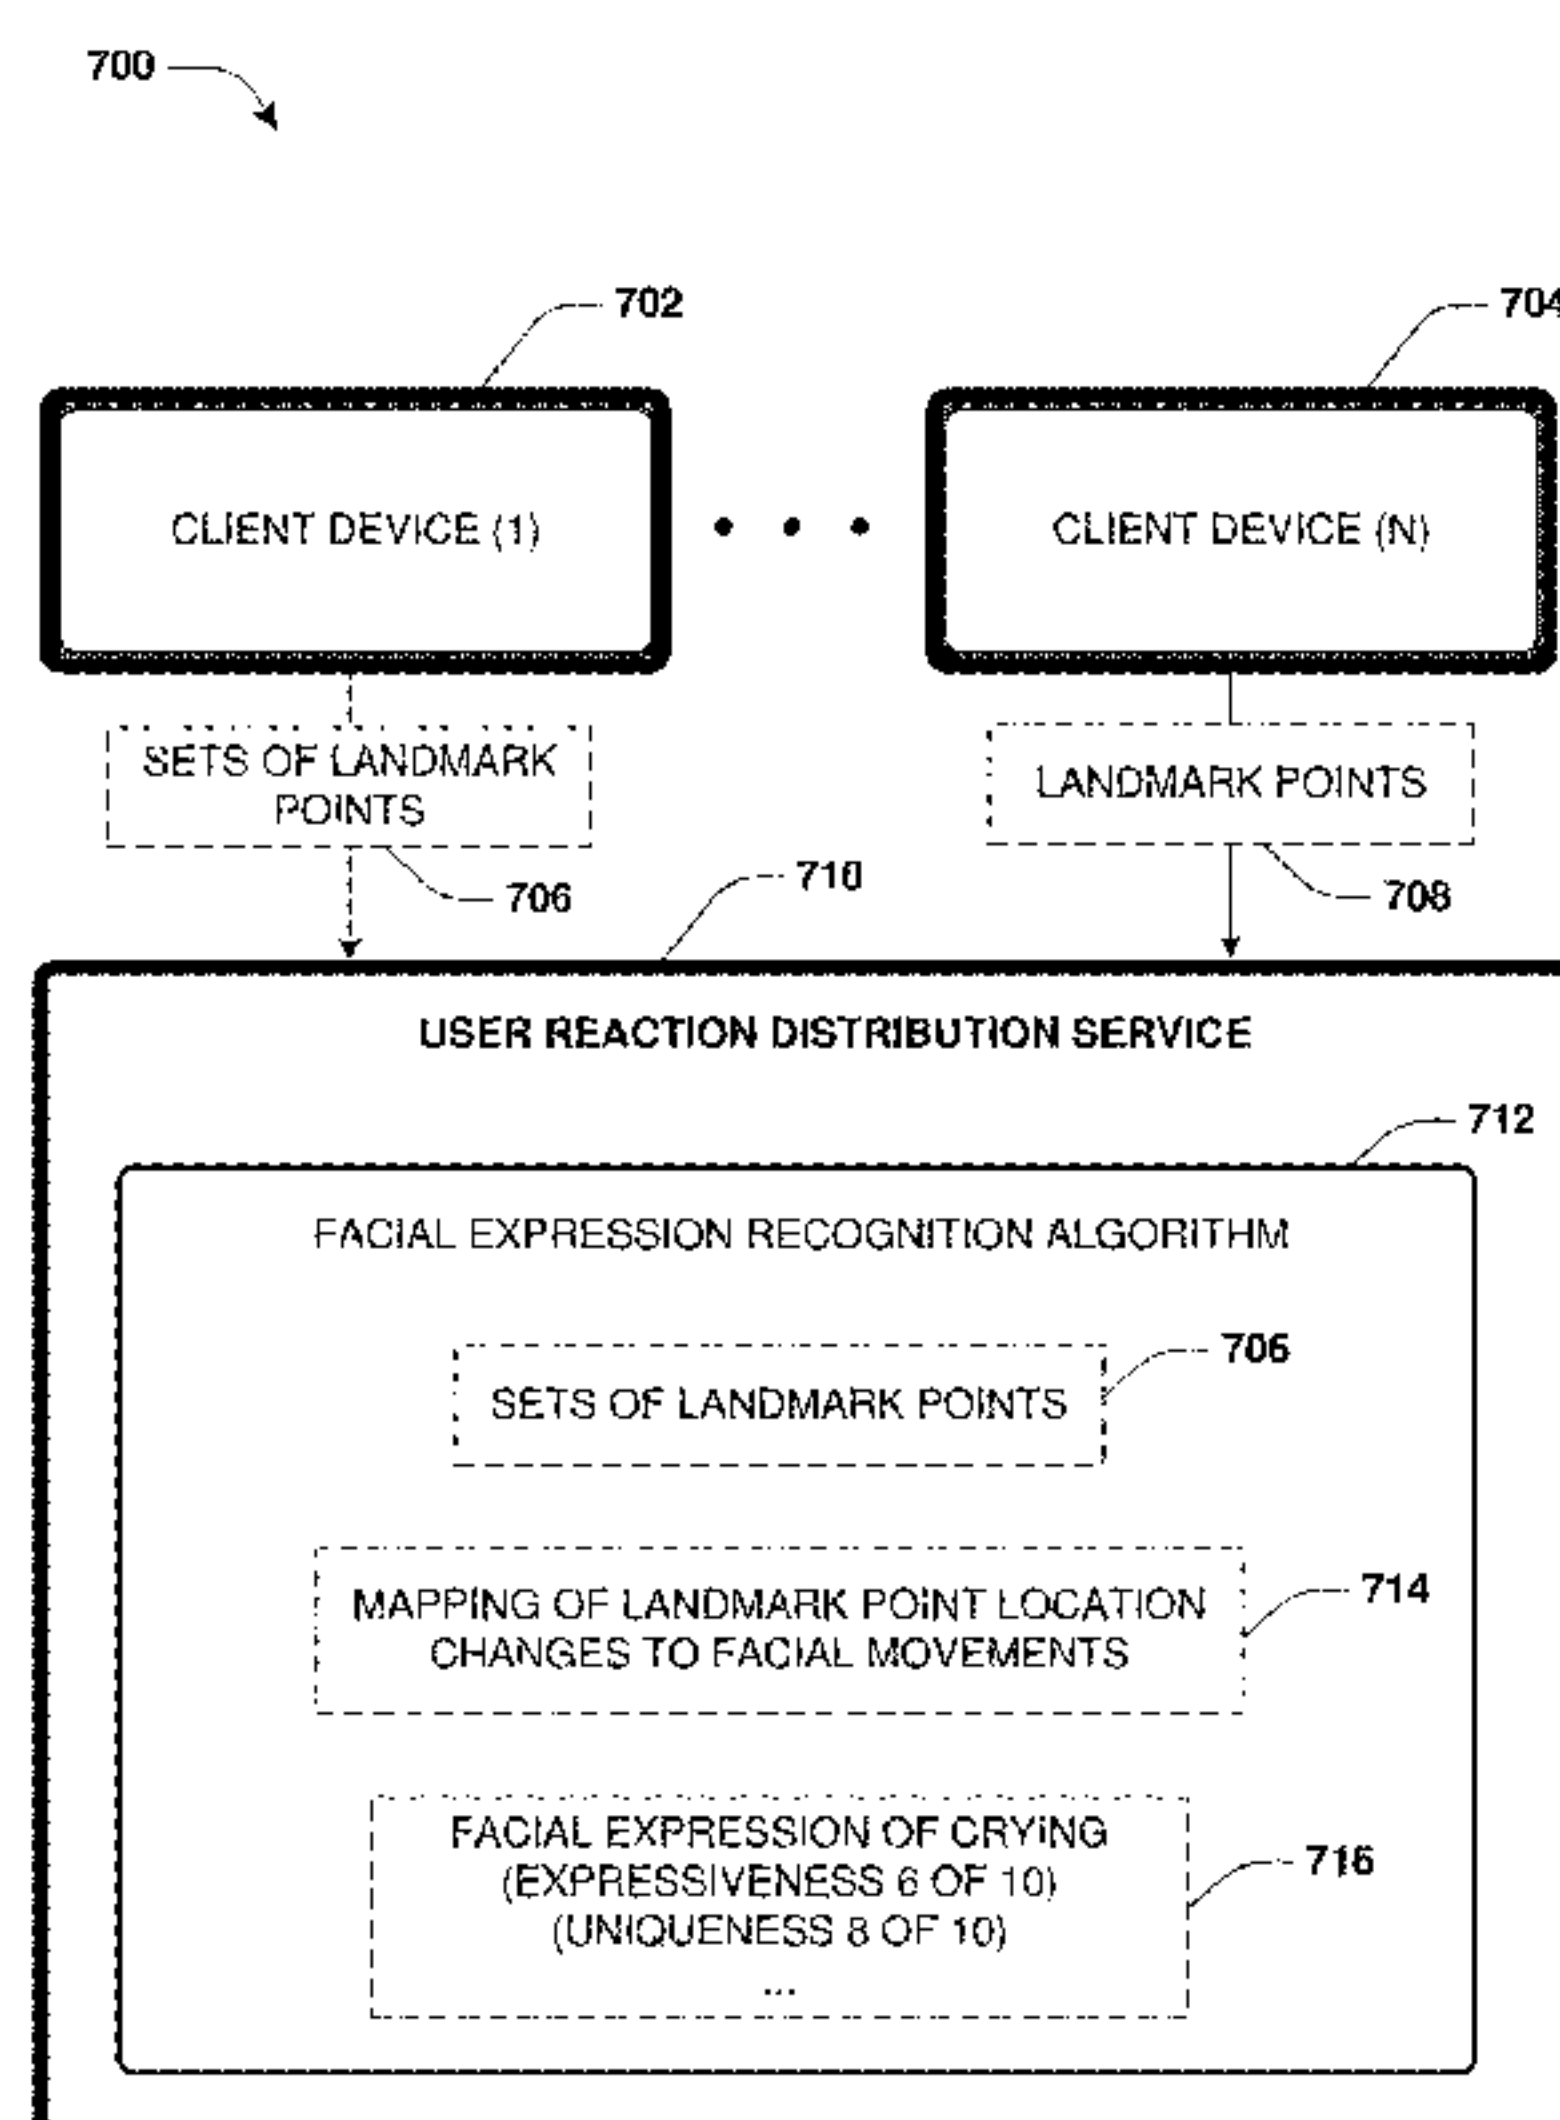 700
702
704
CLIENT DEVICE (1)
CLIENT DEVICE (N)
SETS OF LANDMARK
POINTS
LANDMARK POINTS
706
708
710
USER REACTION DISTRIBUTION SERVICE
712
FACIAL EXPRESSION RECOGNITION ALGORITHM
706
SETS OF LANDMARK POINTS
MAPPING OF LANDMARK POINT LOCATION
CHANGES TO FACIAL MOVEMENTS
714
FACIAL EXPRESSION OF CRYING
(EXPRESSIVENESS 6 OF 10)
(UNIQUENESS 8 OF 10)
...
716